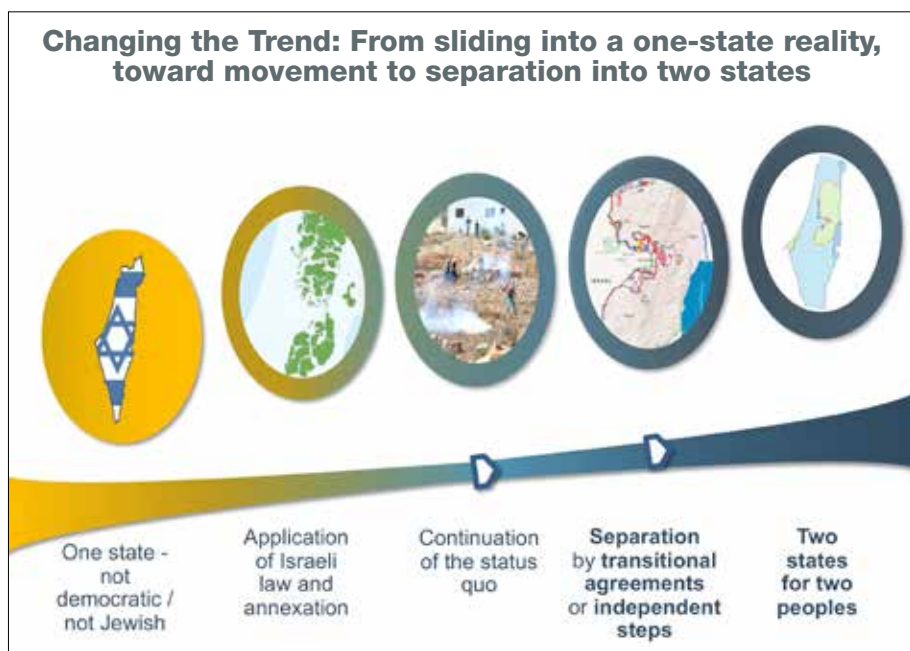 Changing the Trend: From sliding into a one-state reality,
toward movement to separation into two states
One state -
not
democratic /
not Jewish
Application
of Israeli
law and
annexation
Continuation
of the status
quo
Separation
by transitional
agreements
or independent
steps
Two
states
for two
peoples